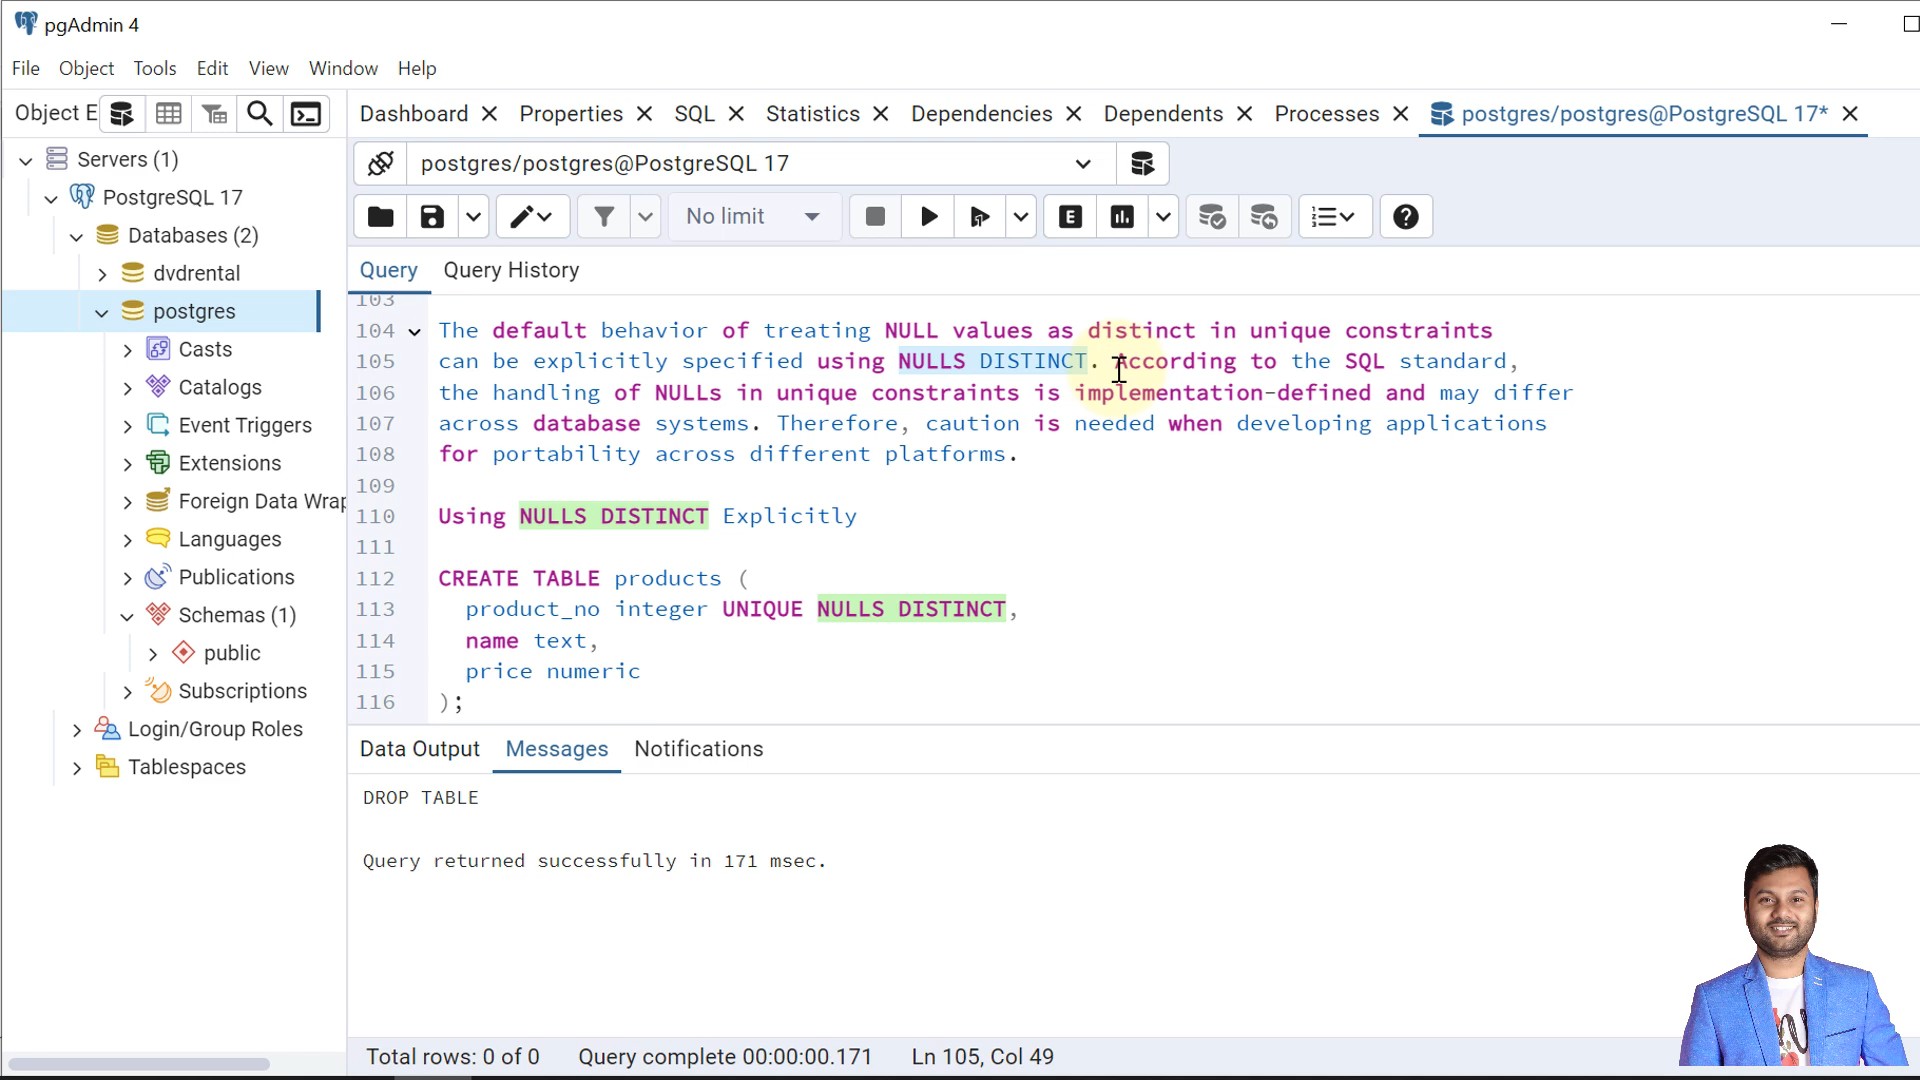 pgAdmin 4
File Object Tools Edit View Window Help
Object E
Dashboard Properties SQL Statistics Dependencies Dependents Processes postgres/postgres@PostgreSQL 17*
Servers (1)
PostgreSQL 17
Databases (2)
dvdrental
postgres
Casts
Catalogs
Event Triggers
Extensions
Foreign Data Wrap
Languages
Publications
Schemas (1)
public
Subscriptions
Login/Group Roles
Tablespaces
postgres/postgres@PostgreSQL 17
No limit
E
Query Query History
103
104 The default behavior of treating NULL values as distinct in unique constraints
105 can be explicitly specified using NULLS DISTINCT. According to the SQL standard,
106 the handling of NULLs in unique constraints is implementation-defined and may differ
107 across database systems. Therefore, caution is needed when developing applications
108 for portability across different platforms.
109
110 Using NULLS DISTINCT Explicitly
111
112 CREATE TABLE products (
113 product_no integer UNIQUE NULLS DISTINCT,
114 name text,
115 price numeric
116 );
Data Output Messages Notifications
DROP TABLE
Query returned successfully in 171 msec.
Total rows: 0 of 0 Query complete 00:00:00.171 Ln 105, Col 49